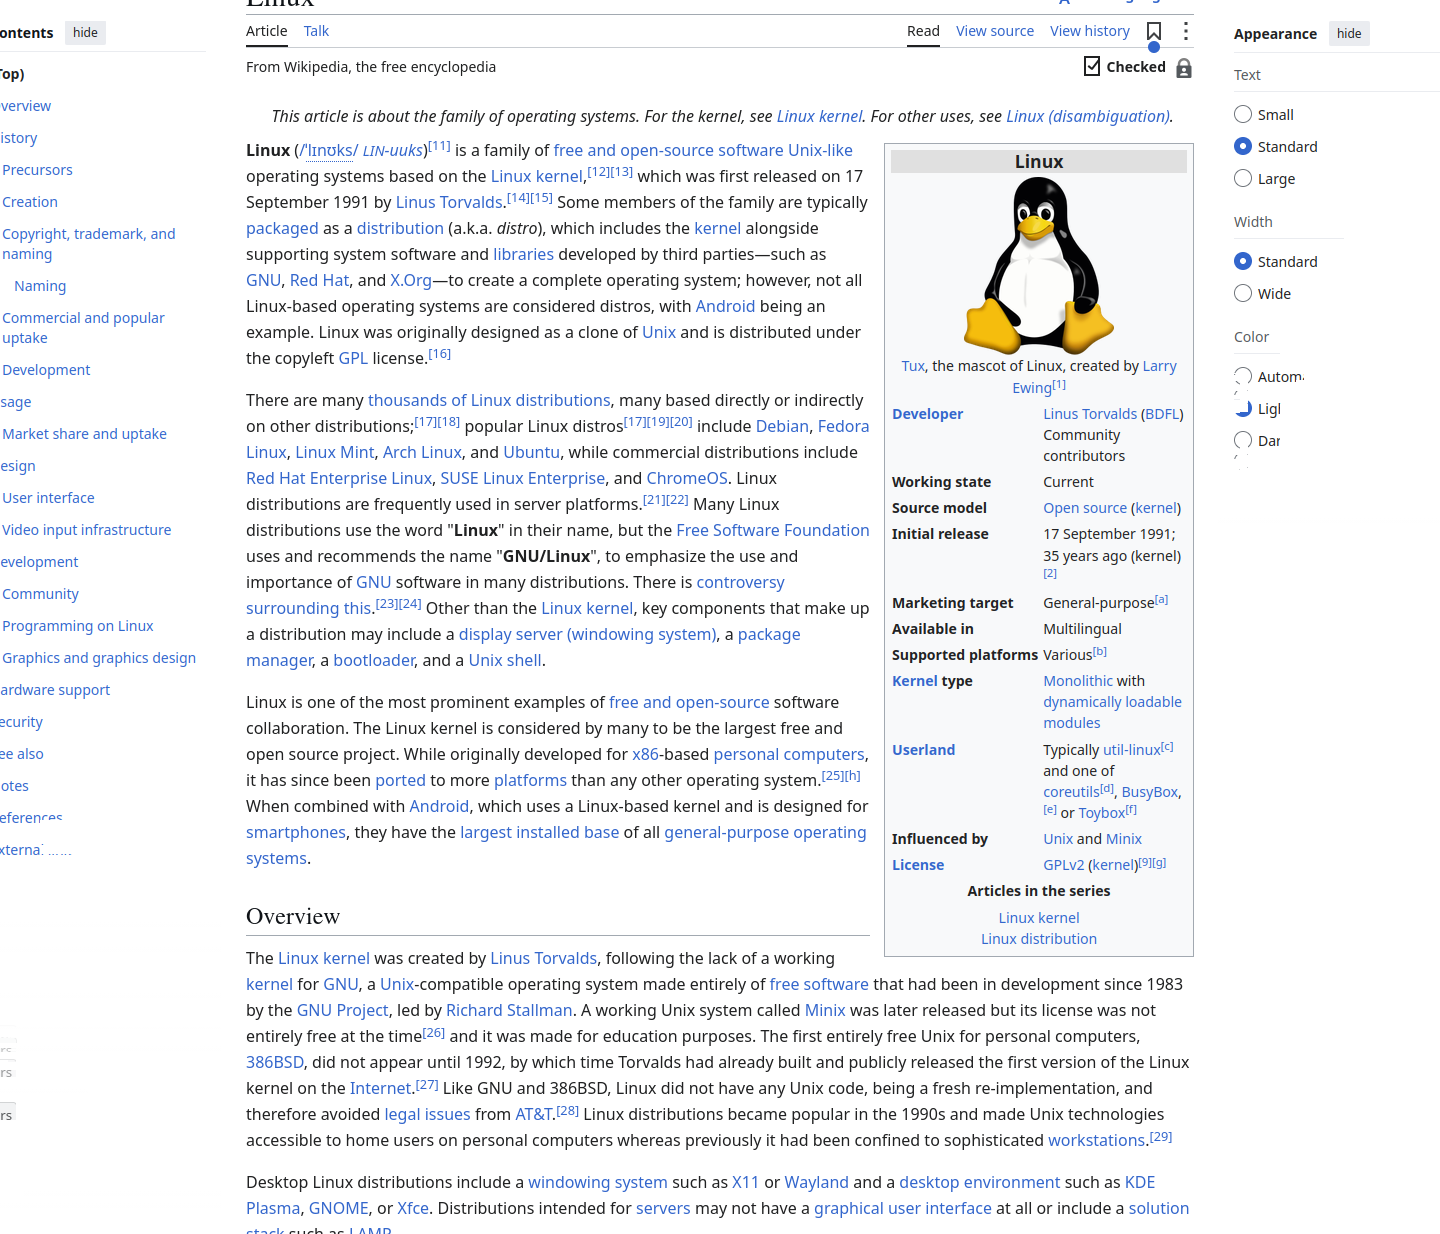 Linux
ontents hide
Top)
verview
istory
Precursors
Creation
Copyright, trademark, and
naming
Naming
Commercial and popular
uptake
Development
sage
Market share and uptake
esign
User interface
Video input infrastructure
evelopment
Community
Programming on Linux
Graphics and graphics design
ardware support
ecurity
ee also
otes
eferences
xternal
rs
rs
rs
Article Talk Read View source View history
From Wikipedia, the free encyclopedia Checked
This article is about the family of operating systems. For the kernel, see Linux kernel. For other uses, see Linux (disambiguation).
Linux (/ˈlɪnʊks/ LIN-uuks)[11] is a family of free and open-source software Unix-like
operating systems based on the Linux kernel,[12][13] which was first released on 17
September 1991 by Linus Torvalds.[14][15] Some members of the family are typically
packaged as a distribution (a.k.a. distro), which includes the kernel alongside
supporting system software and libraries developed by third parties—such as
GNU, Red Hat, and X.Org—to create a complete operating system; however, not all
Linux-based operating systems are considered distros, with Android being an
example. Linux was originally designed as a clone of Unix and is distributed under
the copyleft GPL license.[16]
There are many thousands of Linux distributions, many based directly or indirectly
on other distributions;[17][18] popular Linux distros[17][19][20] include Debian, Fedora
Linux, Linux Mint, Arch Linux, and Ubuntu, while commercial distributions include
Red Hat Enterprise Linux, SUSE Linux Enterprise, and ChromeOS. Linux
distributions are frequently used in server platforms.[21][22] Many Linux
distributions use the word "Linux" in their name, but the Free Software Foundation
uses and recommends the name "GNU/Linux", to emphasize the use and
importance of GNU software in many distributions. There is controversy
surrounding this.[23][24] Other than the Linux kernel, key components that make up
a distribution may include a display server (windowing system), a package
manager, a bootloader, and a Unix shell.
Linux is one of the most prominent examples of free and open-source software
collaboration. The Linux kernel is considered by many to be the largest free and
open source project. While originally developed for x86-based personal computers,
it has since been ported to more platforms than any other operating system.[25][h]
When combined with Android, which uses a Linux-based kernel and is designed for
smartphones, they have the largest installed base of all general-purpose operating
systems.
Linux
Tux, the mascot of Linux, created by Larry
Ewing[1]
Developer Linus Torvalds (BDFL)
Community
contributors
Working state Current
Source model Open source (kernel)
Initial release 17 September 1991;
35 years ago (kernel)
[2]
Marketing target General-purpose[a]
Available in Multilingual
Supported platforms Various[b]
Kernel type Monolithic with
dynamically loadable
modules
Userland Typically util-linux[c]
and one of
coreutils[d], BusyBox,
[e] or Toybox[f]
Influenced by Unix and Minix
License GPLv2 (kernel)[9][g]
Articles in the series
Linux kernel
Linux distribution
Overview
The Linux kernel was created by Linus Torvalds, following the lack of a working
kernel for GNU, a Unix-compatible operating system made entirely of free software that had been in development since 1983
by the GNU Project, led by Richard Stallman. A working Unix system called Minix was later released but its license was not
entirely free at the time[26] and it was made for education purposes. The first entirely free Unix for personal computers,
386BSD, did not appear until 1992, by which time Torvalds had already built and publicly released the first version of the Linux
kernel on the Internet.[27] Like GNU and 386BSD, Linux did not have any Unix code, being a fresh re-implementation, and
therefore avoided legal issues from AT&T.[28] Linux distributions became popular in the 1990s and made Unix technologies
accessible to home users on personal computers whereas previously it had been confined to sophisticated workstations.[29]
Desktop Linux distributions include a windowing system such as X11 or Wayland and a desktop environment such as KDE
Plasma, GNOME, or Xfce. Distributions intended for servers may not have a graphical user interface at all or include a solution
stack such as LAMP.
Appearance hide
Text
Small
Standard
Large
Width
Standard
Wide
Color
Autom
Ligh
Dar